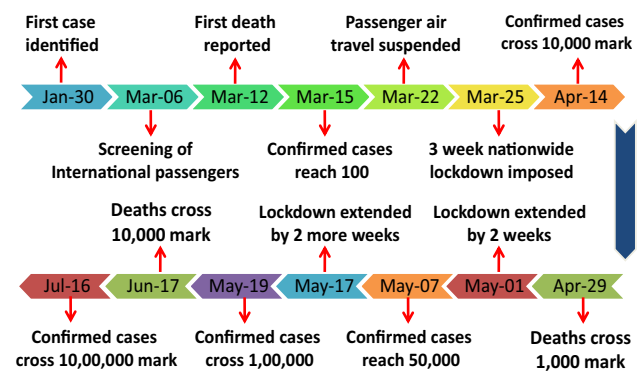 First case
identified
First death
reported
Passenger air
travel suspended
Confirmed cases
cross 10,000 mark
Jan-30
Mar-06
Mar-12
Mar-15
Mar-22
Mar-25
Apr-14
Screening of
International passengers
Confirmed cases
reach 100
3 week nationwide
lockdown imposed
Deaths cross
10,000 mark
Lockdown extended
by 2 more weeks
Lockdown extended
by 2 weeks
Jul-16
Jun-17
May-19
May-17
May-07
May-01
Apr-29
Confirmed cases
cross 10,00,000 mark
Confirmed cases
cross 1,00,000
Confirmed cases
reach 50,000
Deaths cross
1,000 mark